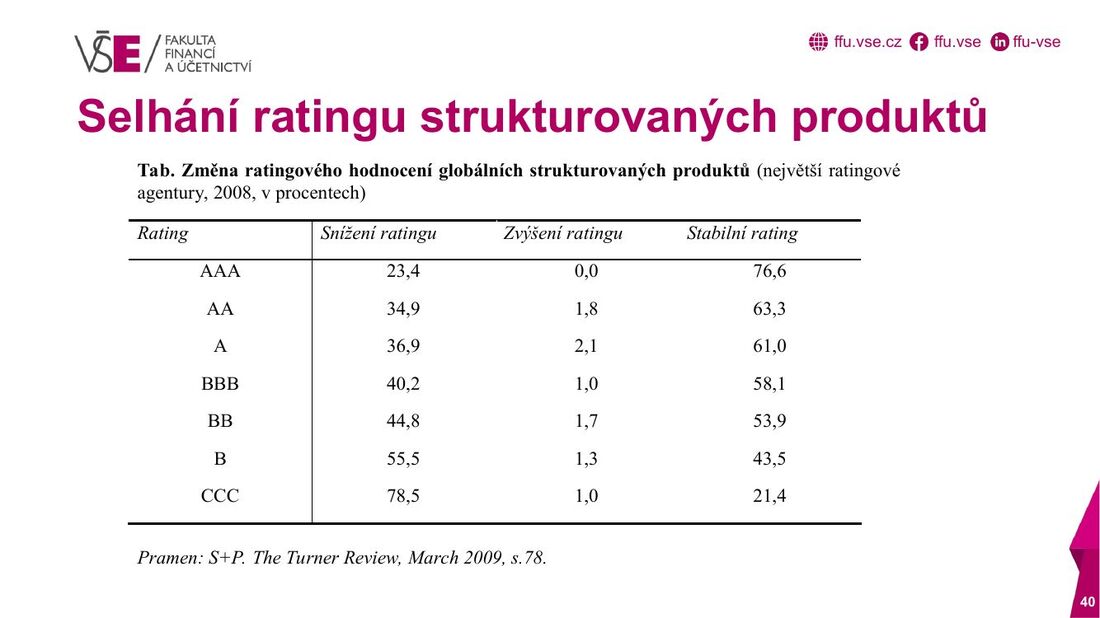 VŠE
FAKULTA
FINANCÍ
A ÚČETNICTVÍ
ffu.vse.cz ffu.vse ffu-vse
Selhání ratingu strukturovaných produktů
Tab. Změna ratingového hodnocení globálních strukturovaných produktů (největší ratingové
agentury, 2008, v procentech)
Rating Snížení ratingu Zvýšení ratingu Stabilní rating
AAA 23,4 0,0 76,6
AA 34,9 1,8 63,3
A 36,9 2,1 61,0
BBB 40,2 1,0 58,1
BB 44,8 1,7 53,9
B 55,5 1,3 43,5
CCC 78,5 1,0 21,4
Pramen: S+P. The Turner Review, March 2009, s.78.
40